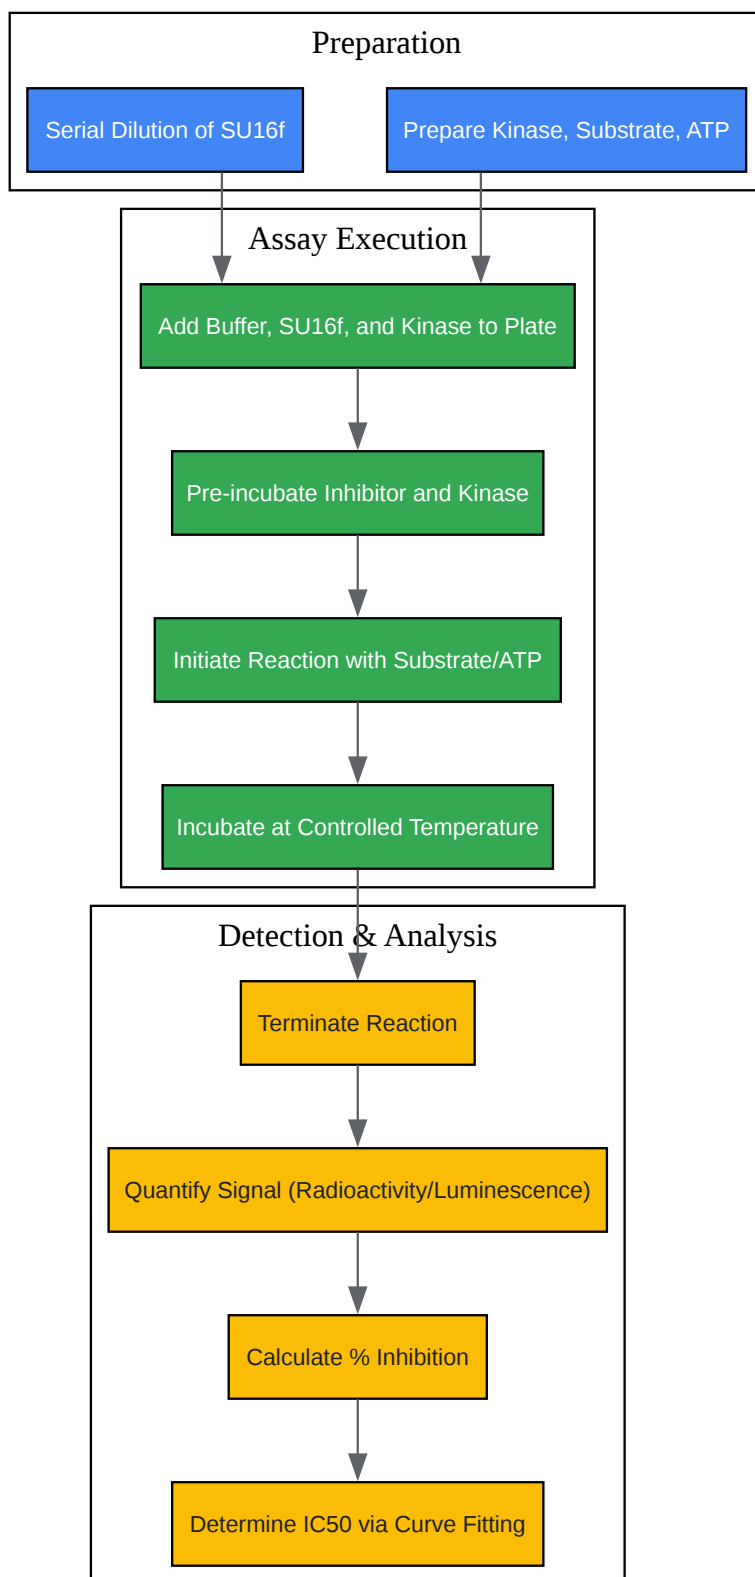 Preparation
Serial Dilution of SU16f
Prepare Kinase, Substrate, ATP
Assay Execution
Add Buffer, SU16f, and Kinase to Plate
Pre-incubate Inhibitor and Kinase
Initiate Reaction with Substrate/ATP
Incubate at Controlled Temperature
Detection & Analysis
Terminate Reaction
Quantify Signal (Radioactivity/Luminescence)
Calculate % Inhibition
Determine IC50 via Curve Fitting